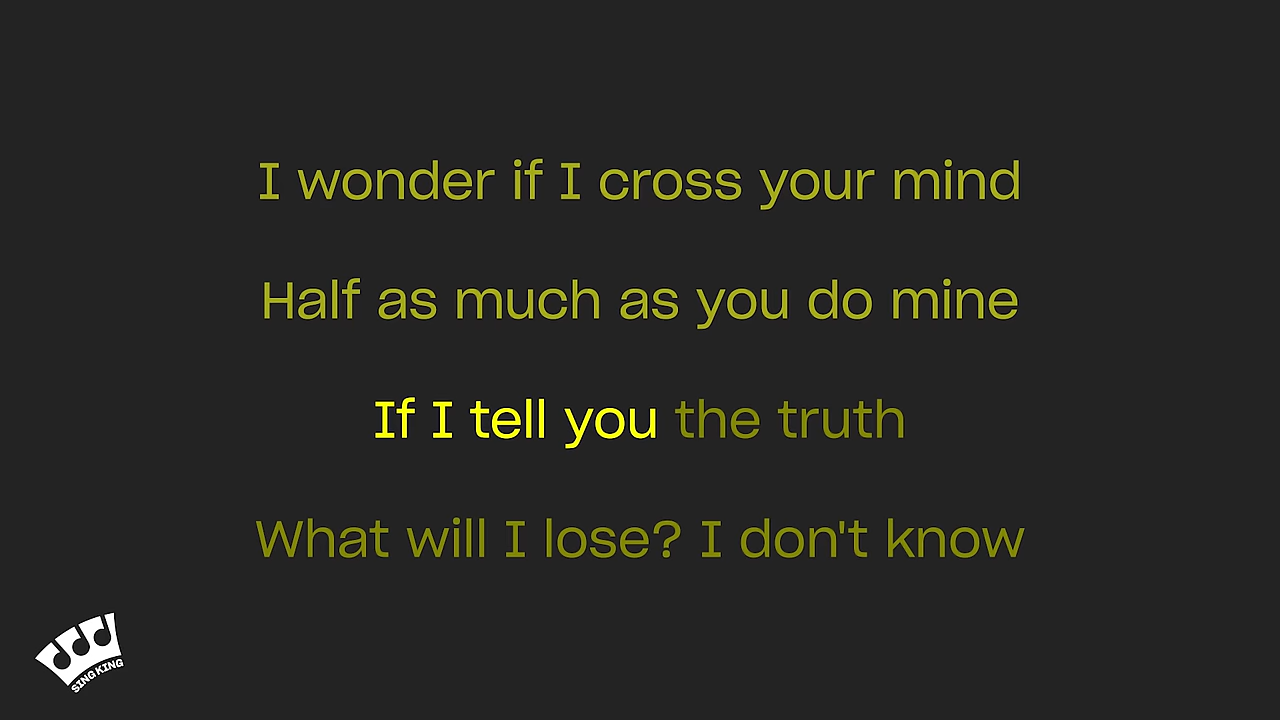 I wonder if I cross your mind
Half as much as you do mine
If I tell you the truth
What will I lose? I don't know
SING KING